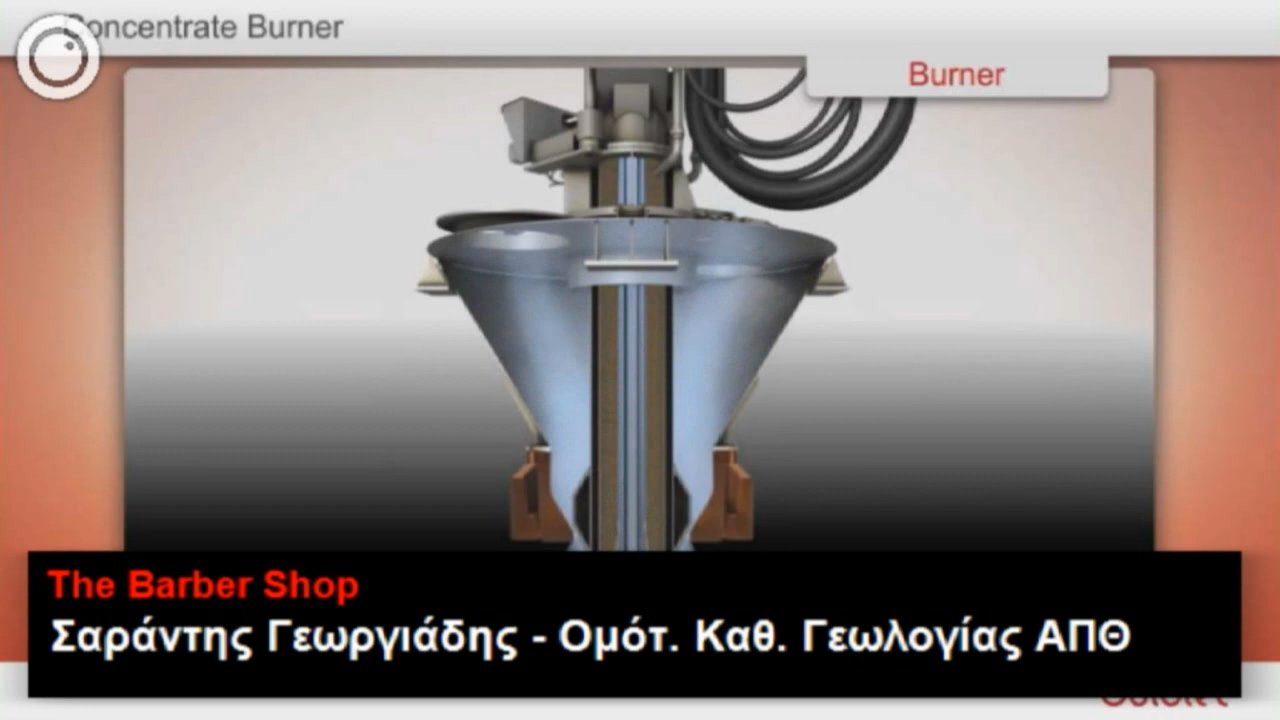 Concentrate Burner
Burner
The Barber Shop
Σαράντης Γεωργιάδης - Ομότ. Καθ. Γεωλογίας ΑΠΘ